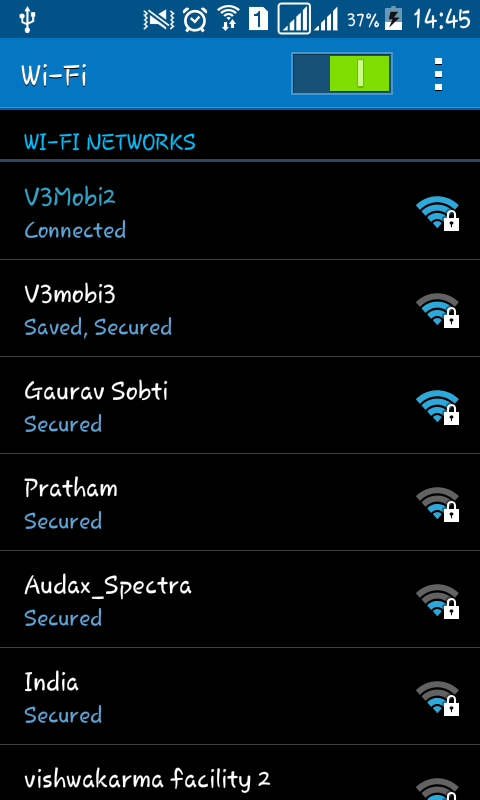 1 37% 14:45
Wi-Fi
WI-FI NETWORKS
V3Mobi2
Connected
V3mobi3
Saved, Secured
Gaurav Sobti
Secured
Pratham
Secured
Audax_Spectra
Secured
India
Secured
vishwakarma facility 2